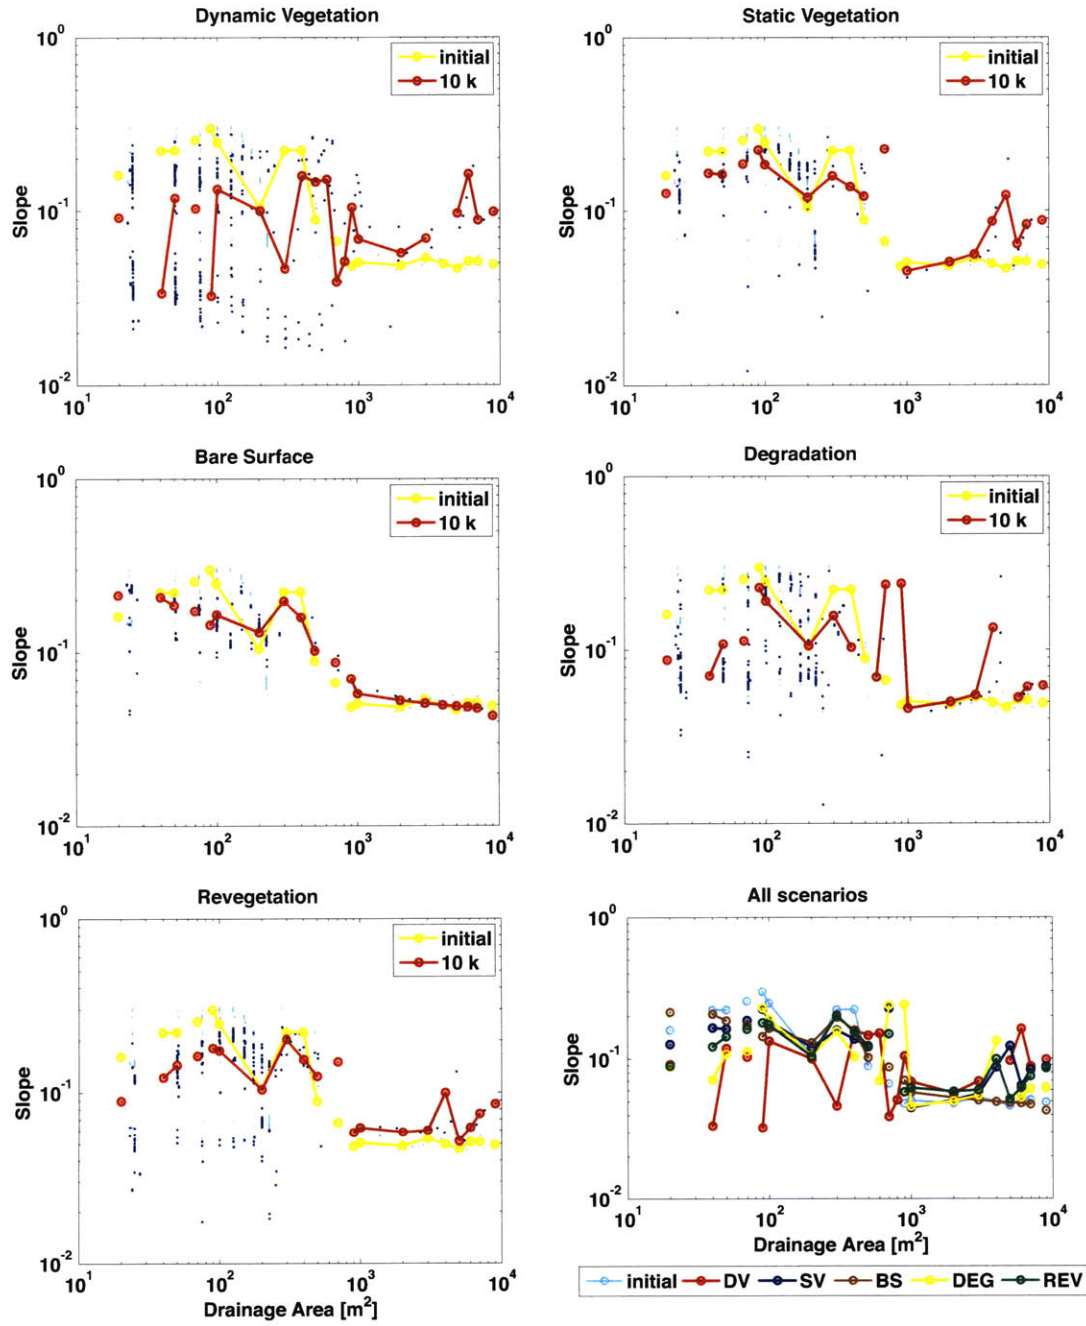 Dynamic Vegetation
10^0
initial
10 k
Slope
10^-1
10^-2
10^1
10^2
10^3
10^4
Static Vegetation
10^0
initial
10 k
Slope
10^-1
10^-2
10^1
10^2
10^3
10^4
Bare Surface
10^0
initial
10 k
Slope
10^-1
10^-2
10^1
10^2
10^3
10^4
Degradation
10^0
initial
10 k
Slope
10^-1
10^-2
10^1
10^2
10^3
10^4
Revegetation
10^0
initial
10 k
Slope
10^-1
10^-2
10^1
10^2
10^3
10^4
Drainage Area [m^2]
All scenarios
10^0
Slope
10^-1
10^-2
10^1
10^2
10^3
10^4
Drainage Area [m^2]
initial DV SV BS DEG REV